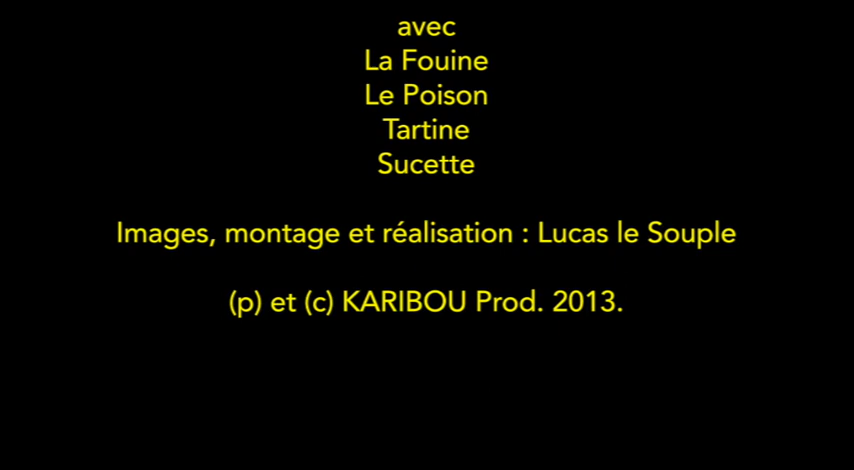 avec
La Fouine
Le Poison
Tartine
Sucette
Images, montage et réalisation : Lucas le Souple
(p) et (c) KARIBOU Prod. 2013.